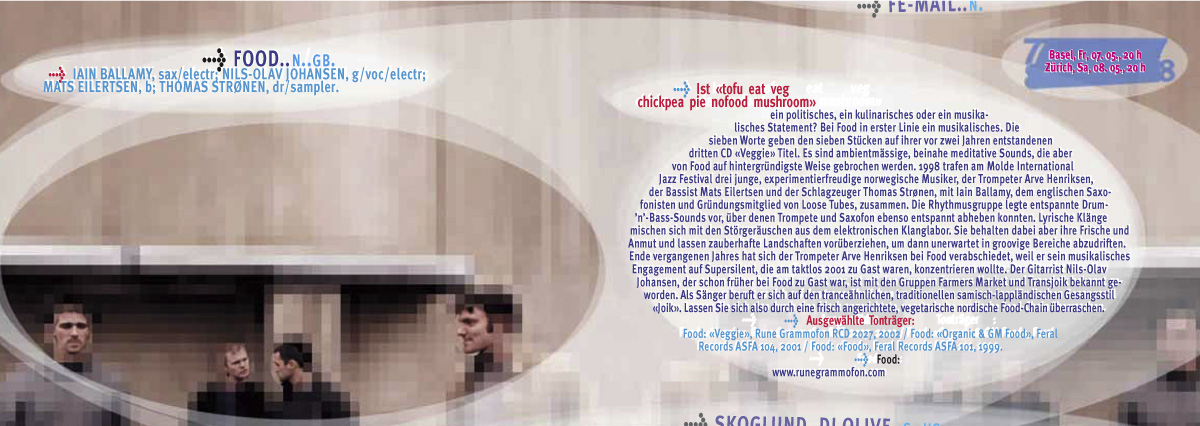 FE-MAIL..N.
FOOD..N..GB.
IAIN BALLAMY, sax/electr; NILS-OLAV JOHANSEN, g/voc/electr;
MATS EILERTSEN, b; THOMAS STRØNEN, dr/sampler.
7
Basel, Fr, 07. 05., 20 h
Zürich, Sa, 08. 05., 20 h
8
Ist «tofu eat veg
chickpea pie nofood mushroom»
ein politisches, ein kulinarisches oder ein musika-
lisches Statement? Bei Food in erster Linie ein musikalisches. Die
sieben Worte geben den sieben Stücken auf ihrer vor zwei Jahren entstandenen
dritten CD «Veggie» Titel. Es sind ambientmässige, beinahe meditative Sounds, die aber
von Food auf hintergründigste Weise gebrochen werden. 1998 trafen am Molde International
Jazz Festival drei junge, experimentierfreudige norwegische Musiker, der Trompeter Arve Henriksen,
der Bassist Mats Eilertsen und der Schlagzeuger Thomas Strønen, mit Iain Ballamy, dem englischen Saxo-
fonisten und Gründungsmitglied von Loose Tubes, zusammen. Die Rhythmusgruppe legte entspannte Drum-
'n'-Bass-Sounds vor, über denen Trompete und Saxofon ebenso entspannt abheben konnten. Lyrische Klänge
mischen sich mit den Störgeräuschen aus dem elektronischen Klanglabor. Sie behalten dabei aber ihre Frische und
Anmut und lassen zauberhafte Landschaften vorüberziehen, um dann unerwartet in groovige Bereiche abzudriften.
Ende vergangenen Jahres hat sich der Trompeter Arve Henriksen bei Food verabschiedet, weil er sein musikalisches
Engagement auf Supersilent, die am taktlos 2001 zu Gast waren, konzentrieren wollte. Der Gitarrist Nils-Olav
Johansen, der schon früher bei Food zu Gast war, ist mit den Gruppen Farmers Market und Transjoik bekannt ge-
worden. Als Sänger beruft er sich auf den tranceähnlichen, traditionellen samisch-lappländischen Gesangsstil
«Joik». Lassen Sie sich also durch eine frisch angerichtete, vegetarische nordische Food-Chain überraschen.
Ausgewählte Tonträger:
Food: «Veggie», Rune Grammofon RCD 2027, 2002 / Food: «Organic & GM Food», Feral
Records ASFA 104, 2001 / Food: «Food», Feral Records ASFA 101, 1999.
Food:
www.runegrammofon.com
SKOGLUND..DJ OLIVE..